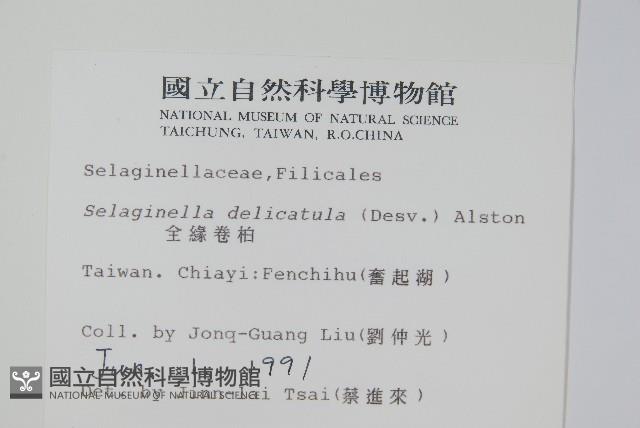 國立自然科學博物館
NATIONAL MUSEUM OF NATURAL SCIENCE
TAICHUNG, TAIWAN, R.O.CHINA
Selaginellaceae,Filicales
Selaginella delicatula (Desv.) Alston
全緣卷柏
Taiwan. Chiayi:Fenchihu(奮起湖)
Coll. by Jonq-Guang Liu(劉仲光)
1991
國立自然科學博物館
NATIONAL MUSEUM OF NATURAL SCIENCE
Det. by Tsai(蔡進來)